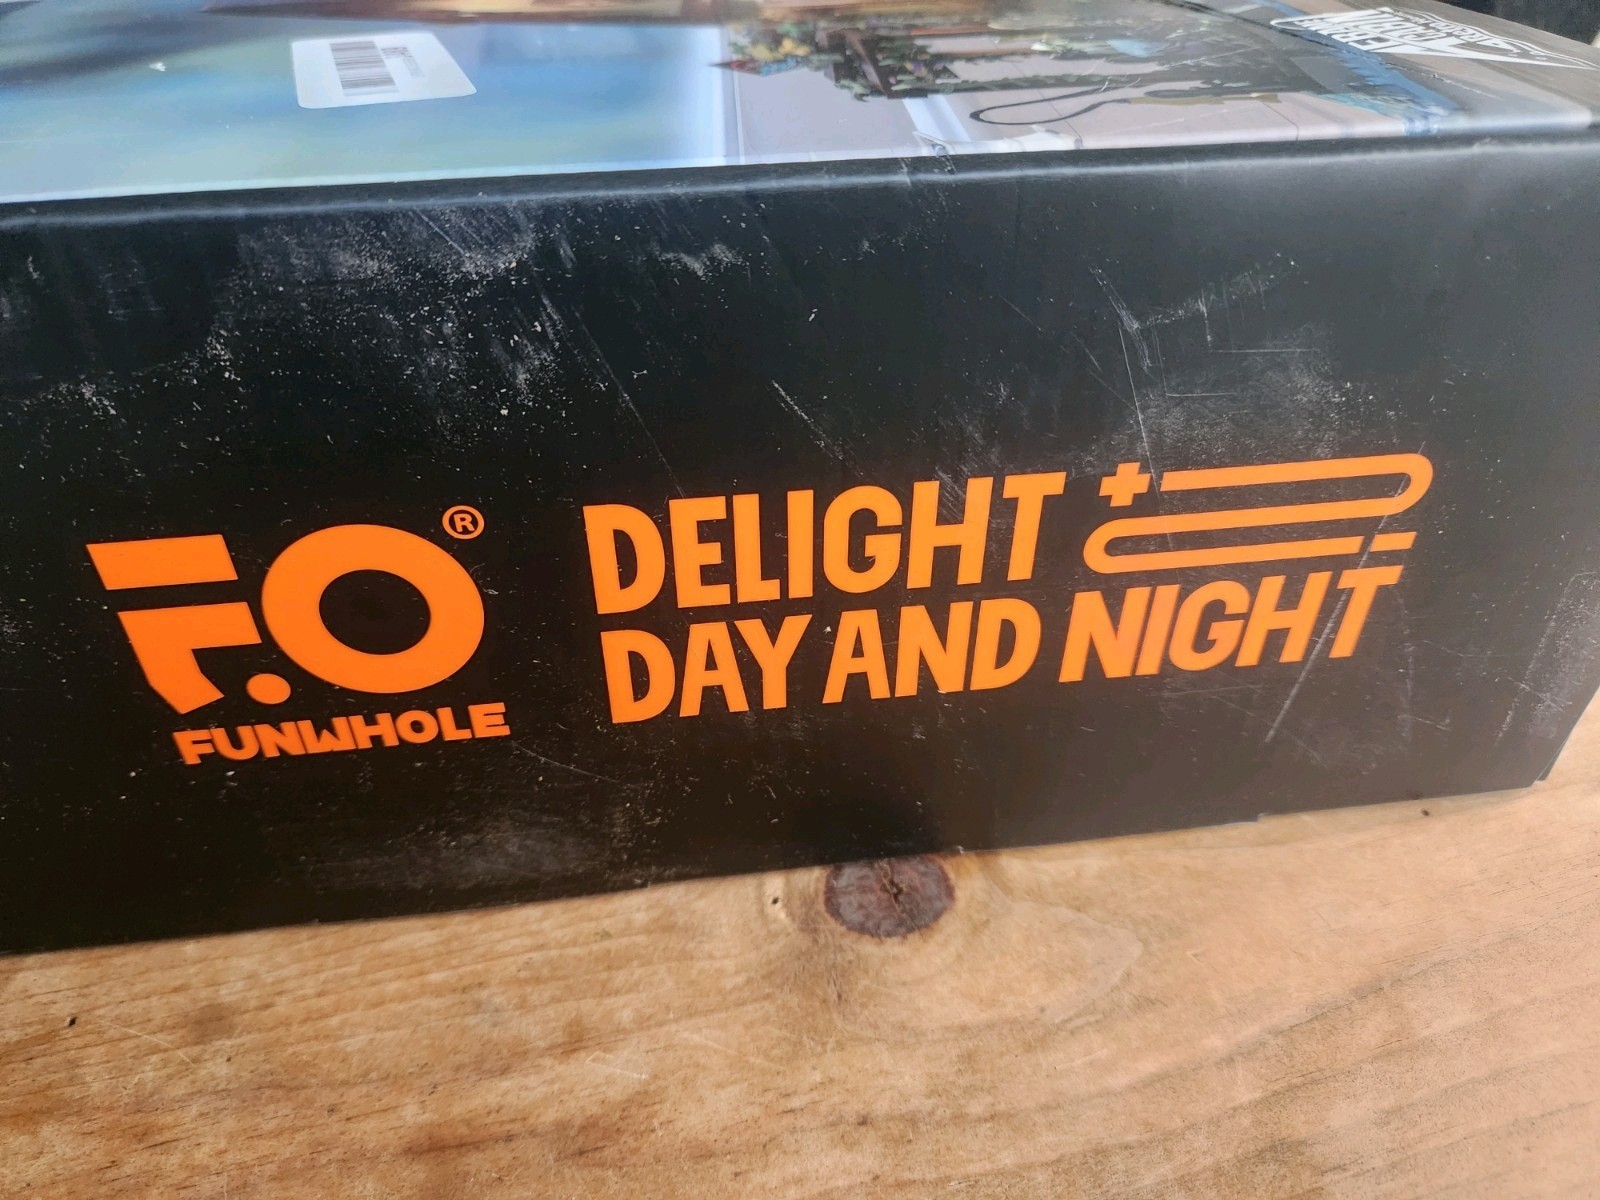 F.O®
FUNWHOLE
DELIGHT
DAY AND NIGHT